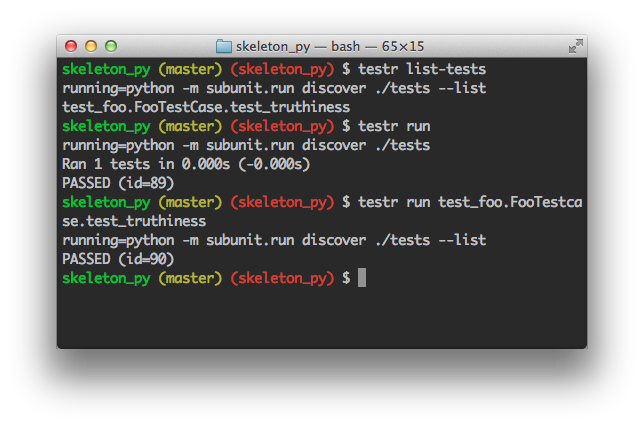 skeleton_py — bash — 65×15
skeleton_py (master) (skeleton_py) $ testr list-tests
running=python -m subunit.run discover ./tests --list
test_foo.FooTestCase.test_truthiness
skeleton_py (master) (skeleton_py) $ testr run
running=python -m subunit.run discover ./tests
Ran 1 tests in 0.000s (-0.000s)
PASSED (id=89)
skeleton_py (master) (skeleton_py) $ testr run test_foo.FooTestca
se.test_truthiness
running=python -m subunit.run discover ./tests --list
PASSED (id=90)
skeleton_py (master) (skeleton_py) $